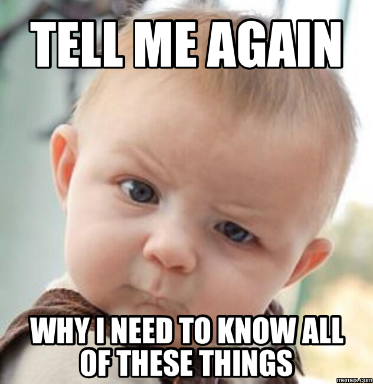 TELL ME AGAIN
WHY I NEED TO KNOW ALL
OF THESE THINGS